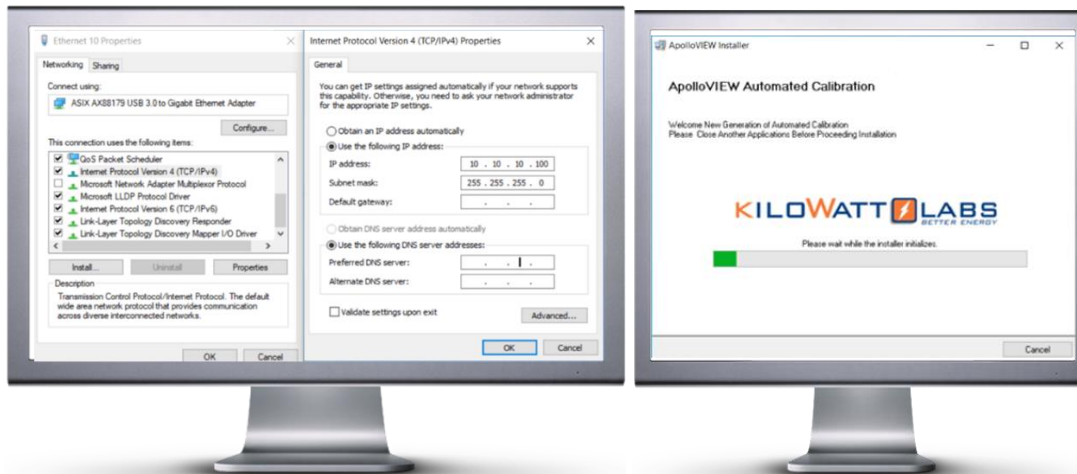 Ethernet 10 Properties
Networking
Sharing
Connect using:
ASIX AX88179 USB 3.0 to Gigabit Ethernet Adapter
Configure...
This connection uses the following items:
QoS Packet Scheduler
Internet Protocol Version 4 (TCP/IPv4)
Microsoft Network Adapter Multiplexor Protocol
Microsoft LLDP Protocol Driver
Internet Protocol Version 6 (TCP/IPv6)
Link-Layer Topology Discovery Responder
Link-Layer Topology Discovery Mapper I/O Driver
Install...
Uninstall
Properties
Description
Transmission Control Protocol/Internet Protocol. The default
wide area network protocol that provides communication
across diverse interconnected networks.
OK
Cancel
Internet Protocol Version 4 (TCP/IPv4) Properties
General
You can get IP settings assigned automatically if your network supports
this capability. Otherwise, you need to ask your network administrator
for the appropriate IP settings.
Obtain an IP address automatically
Use the following IP address:
IP address: 10 . 10 . 10 . 100
Subnet mask: 255 . 255 . 255 . 0
Default gateway: . . .
Obtain DNS server address automatically
Use the following DNS server addresses:
Preferred DNS server: . . .
Alternate DNS server: . . .
Validate settings upon exit
Advanced...
OK
Cancel
ApolloVIEW Installer
ApolloVIEW Automated Calibration
Welcome New Generation of Automated Calibration
Please Close Another Applications Before Proceeding Installation
KILOWATT LABS
BETTER ENERGY
Please wait while the installer initializes.
Cancel